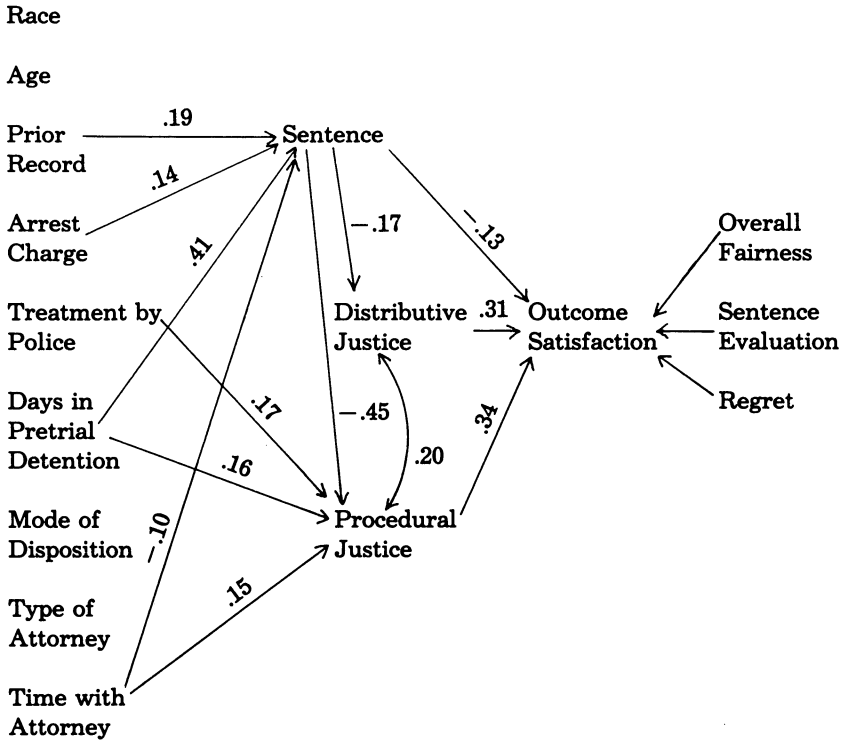 Race
Age
.19
Prior
Record
Sentence
.14
Arrest
Charge
.41
−.17
−.13
Overall
Fairness
Treatment by
Police
Distributive
Justice
.31
Outcome
Satisfaction
Sentence
Evaluation
Days in
Pretrial
Detention
.17
−.45
.34
Regret
.16
.20
Mode of
Disposition
−.10
Procedural
Justice
.15
Type of
Attorney
Time with
Attorney